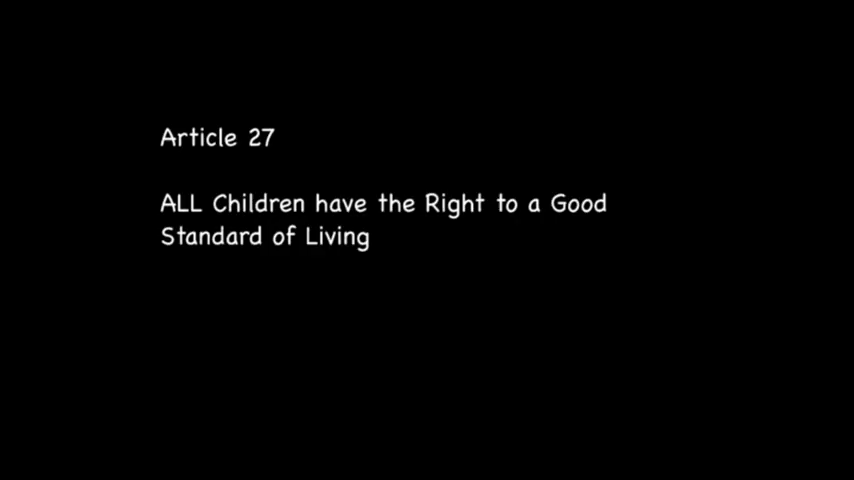 Article 27
ALL Children have the Right to a Good
Standard of Living